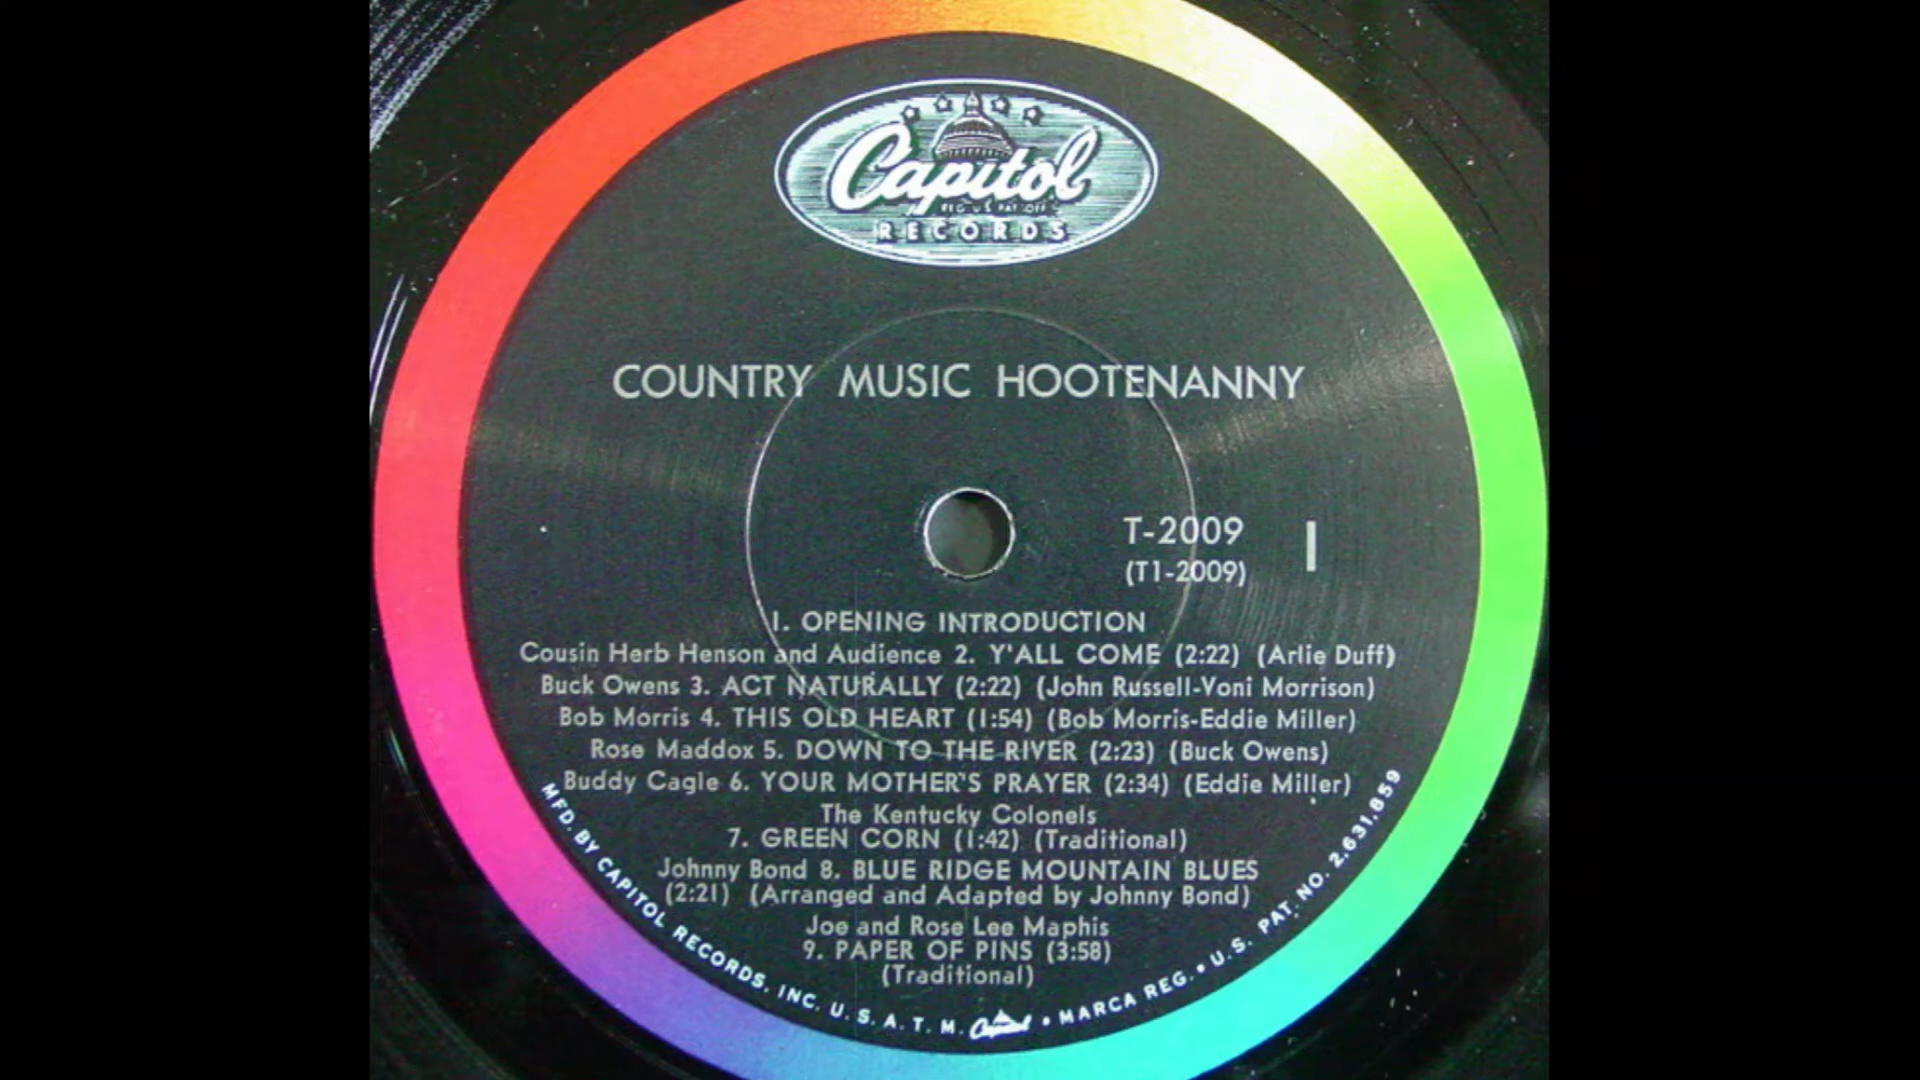 Capitol
REG. U.S. PAT. OFF.
RECORDS
COUNTRY MUSIC HOOTENANNY
T-2009
(T1-2009)
1
1. OPENING INTRODUCTION
Cousin Herb Henson and Audience 2. Y'ALL COME (2:22) (Arlie Duff)
Buck Owens 3. ACT NATURALLY (2:22) (John Russell-Voni Morrison)
Bob Morris 4. THIS OLD HEART (1:54) (Bob Morris-Eddie Miller)
Rose Maddox 5. DOWN TO THE RIVER (2:23) (Buck Owens)
Buddy Cagle 6. YOUR MOTHER'S PRAYER (2:34) (Eddie Miller)
The Kentucky Colonels
7. GREEN CORN (1:42) (Traditional)
Johnny Bond 8. BLUE RIDGE MOUNTAIN BLUES
(2:21) (Arranged and Adapted by Johnny Bond)
Joe and Rose Lee Maphis
9. PAPER OF PINS (3:58)
(Traditional)
MFD. BY CAPITOL RECORDS, INC. U.S.A. T.M. Capitol • MARCA REG. • U.S. PAT. NO. 2,631,859